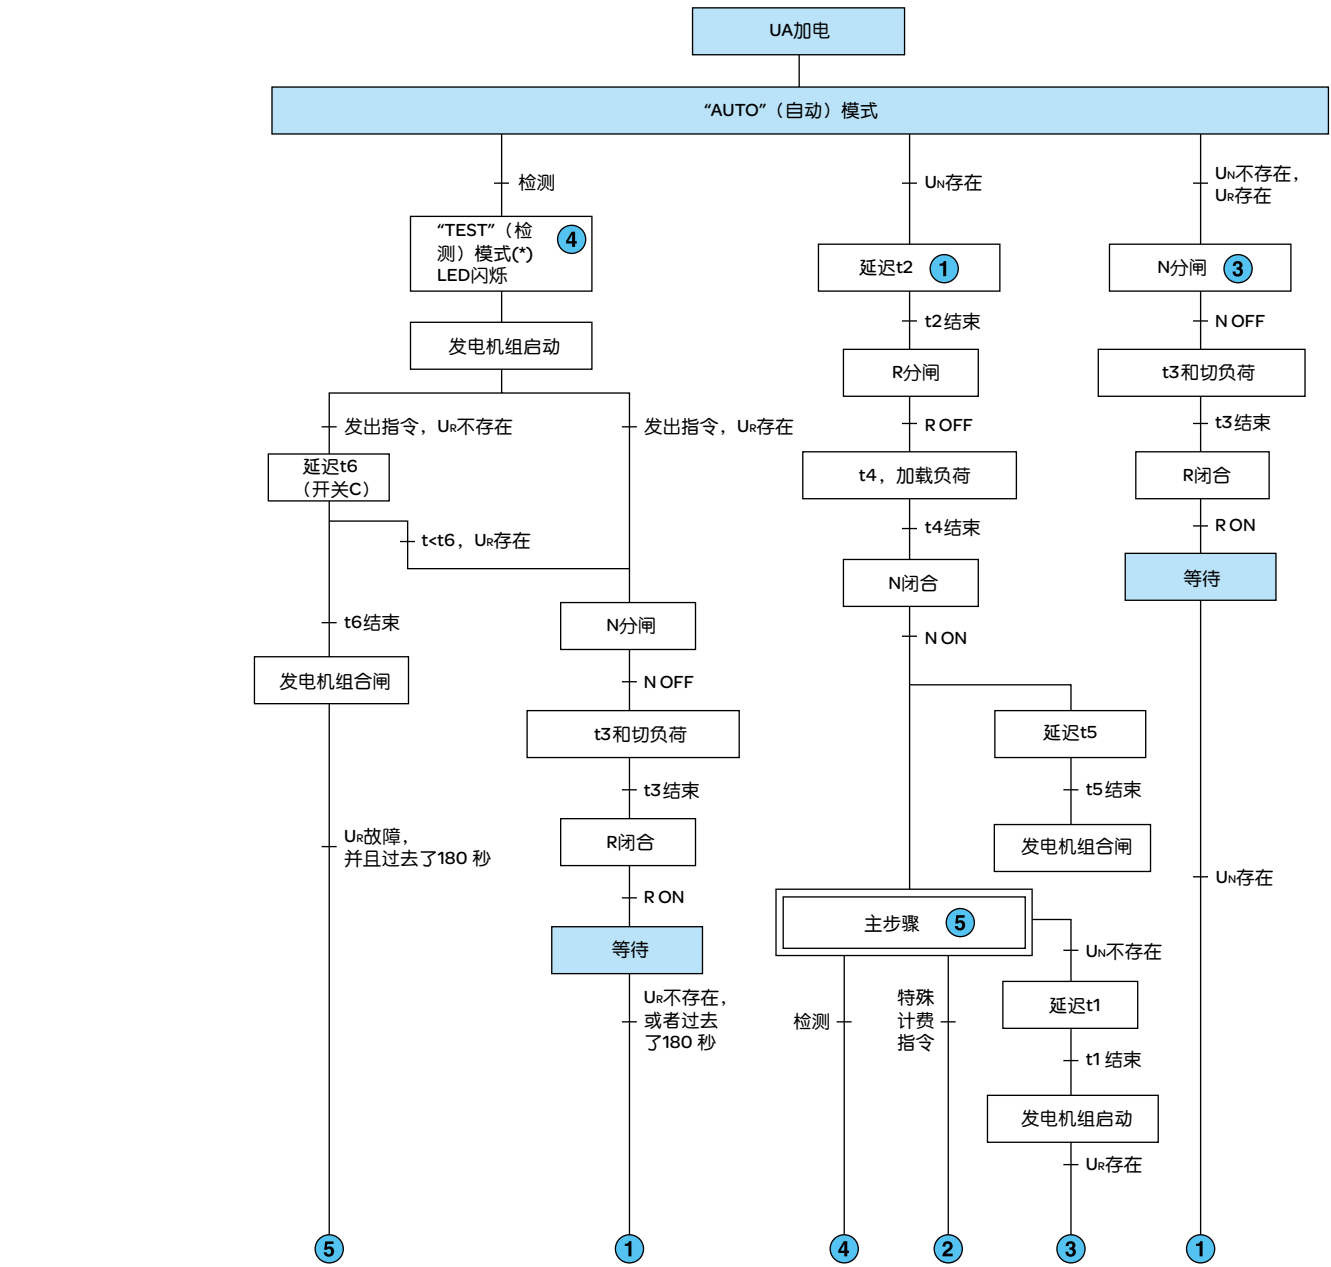 UA加电
“AUTO”（自动）模式
检测
“TEST”（检
测）模式(*)
LED闪烁
4
发电机组启动
发出指令，UR不存在
发出指令，UR存在
延迟t6
（开关C）
t<t6，UR存在
t6结束
发电机组合闸
UR故障，
并且过去了180 秒
5
N分闸
N OFF
t3和切负荷
t3结束
R闭合
R ON
等待
UR不存在，
或者过去
了180 秒
1
UN存在
延迟t2
1
t2结束
R分闸
R OFF
t4，加载负荷
t4结束
N闭合
N ON
延迟t5
t5结束
发电机组合闸
主步骤
5
检测
4
特殊
计费
指令
2
UN不存在
延迟t1
t1 结束
发电机组启动
UR存在
3
UN不存在，
UR存在
N分闸
3
N OFF
t3和切负荷
t3结束
R闭合
R ON
等待
UN存在
1